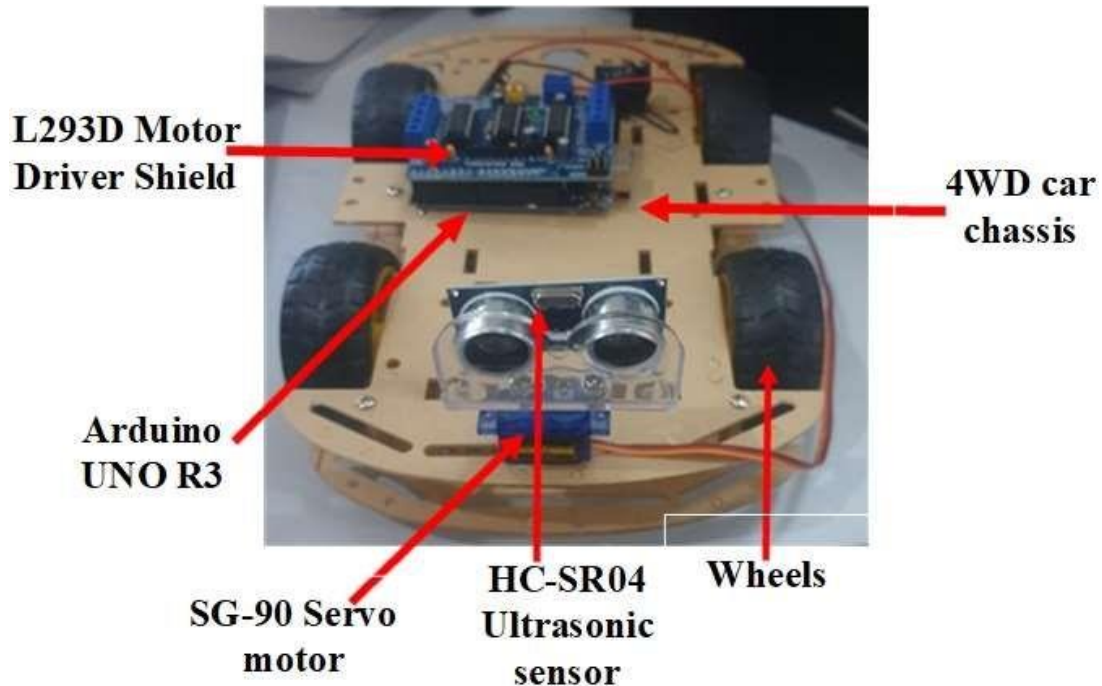 L293D Motor
Driver Shield
4WD car
chassis
Arduino
UNO R3
SG-90 Servo
motor
HC-SR04
Ultrasonic
sensor
Wheels